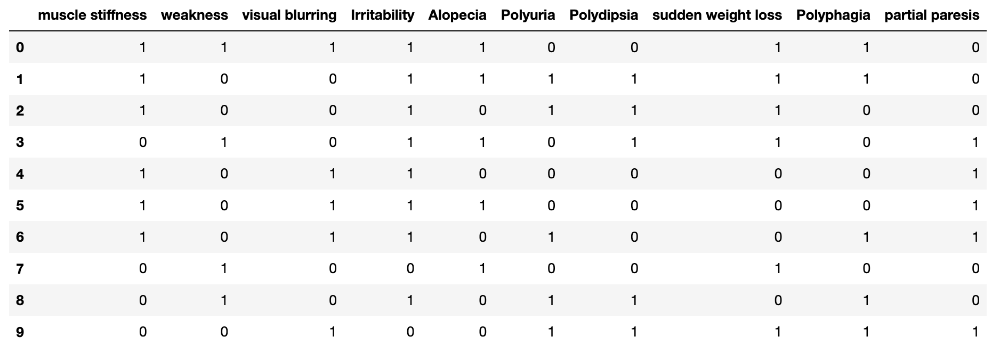 muscle stiffness weakness visual blurring Irritability Alopecia Polyuria Polydipsia sudden weight loss Polyphagia partial paresis
0 1 1 1 1 1 0 0 1 1 0
1 1 0 0 1 1 1 1 1 1 0
2 1 0 0 1 0 1 1 1 0 0
3 0 1 0 1 1 0 1 1 0 1
4 1 0 1 1 0 0 0 0 0 1
5 1 0 1 1 1 0 0 0 0 1
6 1 0 1 1 0 1 0 0 1 1
7 0 1 0 0 1 0 0 1 0 0
8 0 1 0 1 0 1 1 0 1 0
9 0 0 1 0 0 1 1 1 1 1